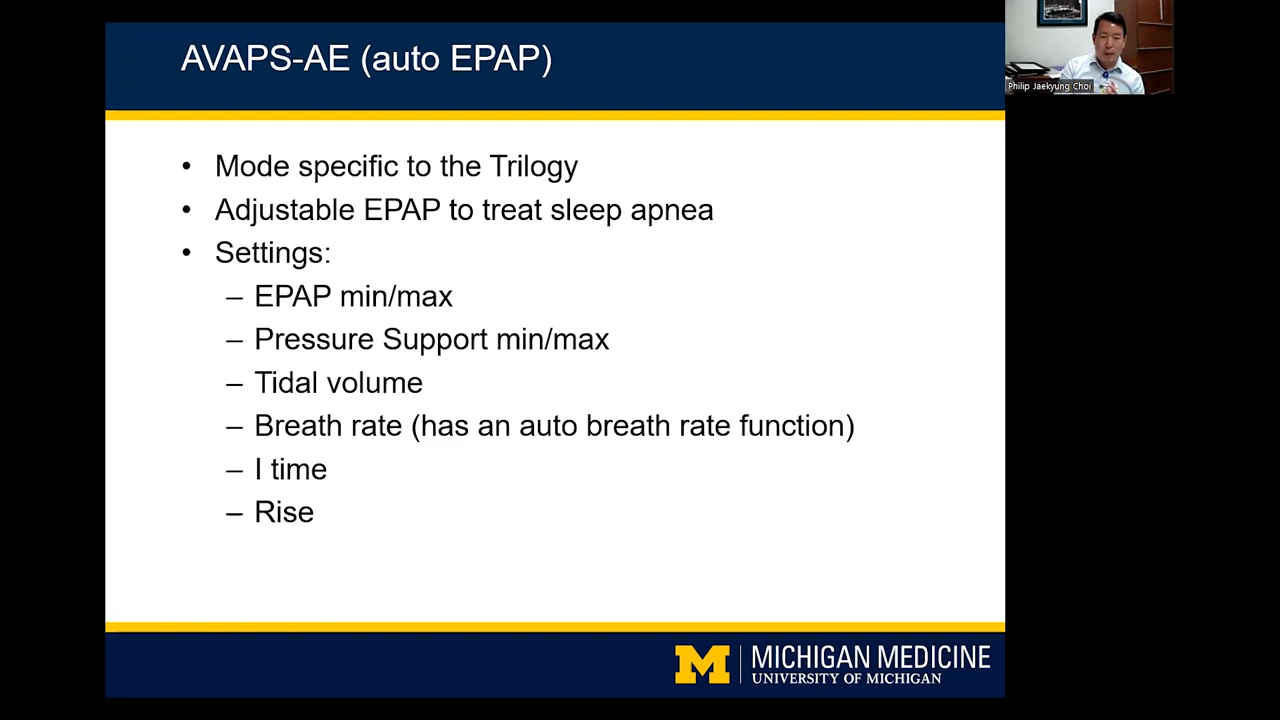 AVAPS-AE (auto EPAP)
Philip Jaekyung Choi
• Mode specific to the Trilogy
• Adjustable EPAP to treat sleep apnea
• Settings:
– EPAP min/max
– Pressure Support min/max
– Tidal volume
– Breath rate (has an auto breath rate function)
– I time
– Rise
M
MICHIGAN MEDICINE
UNIVERSITY OF MICHIGAN